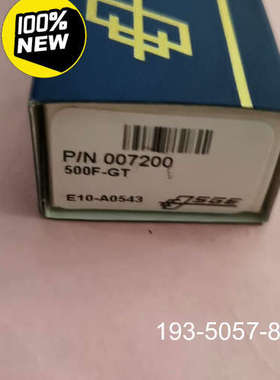 100%
NEW
P/N 007200
500F-GT
E10-A0543
SGE
193-5057-8